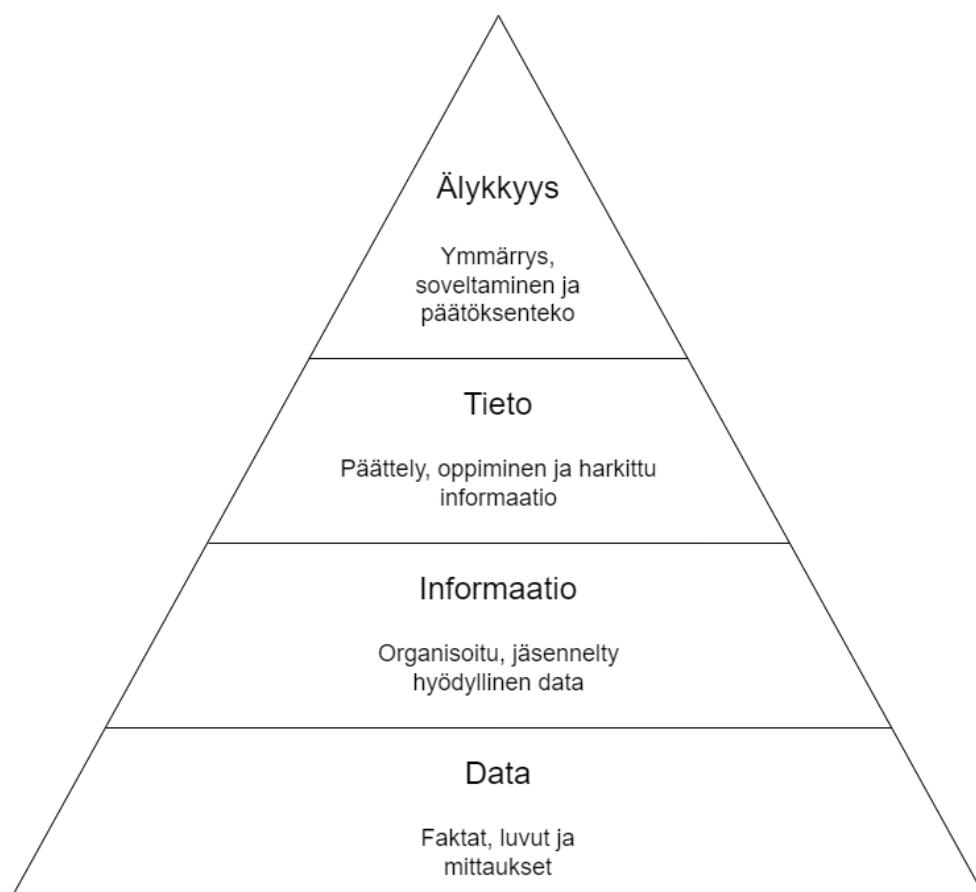 Älykkyys
Ymmärrys,
soveltaminen ja
päätöksenteko
Tieto
Päättely, oppiminen ja harkittu
informaatio
Informaatio
Organisoitu, jäsennelty
hyödyllinen data
Data
Faktat, luvut ja
mittaukset